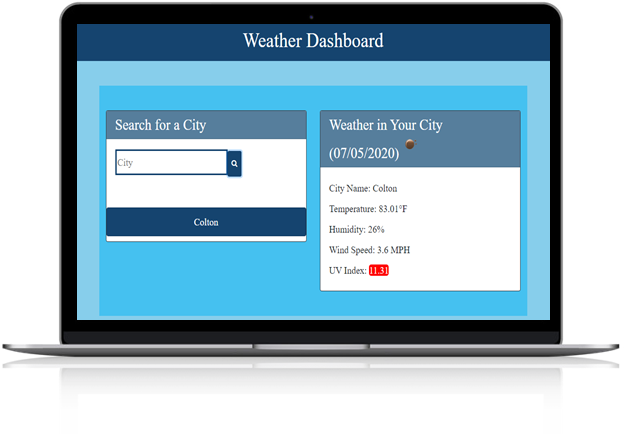 Weather Dashboard
Search for a City
City
Colton
Weather in Your City
(07/05/2020)
City Name: Colton
Temperature: 83.01°F
Humidity: 26%
Wind Speed: 3.6 MPH
UV Index: 11.31